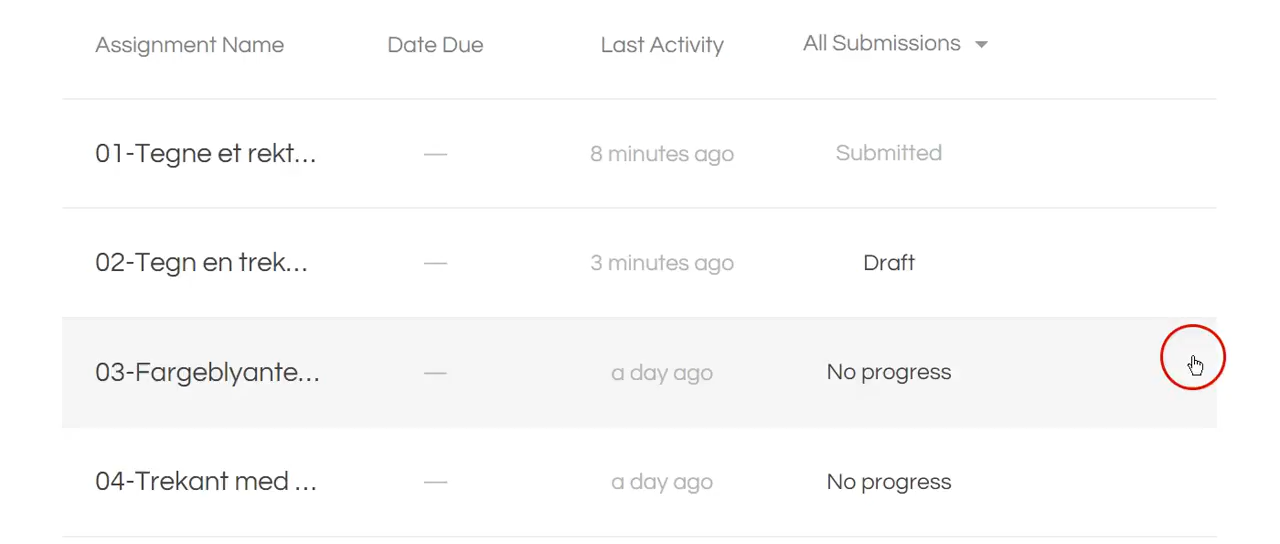 Assignment Name Date Due Last Activity All Submissions
01-Tegne et rekt... — 8 minutes ago Submitted
02-Tegn en trek... — 3 minutes ago Draft
03-Fargeblyante... — a day ago No progress
04-Trekant med ... — a day ago No progress